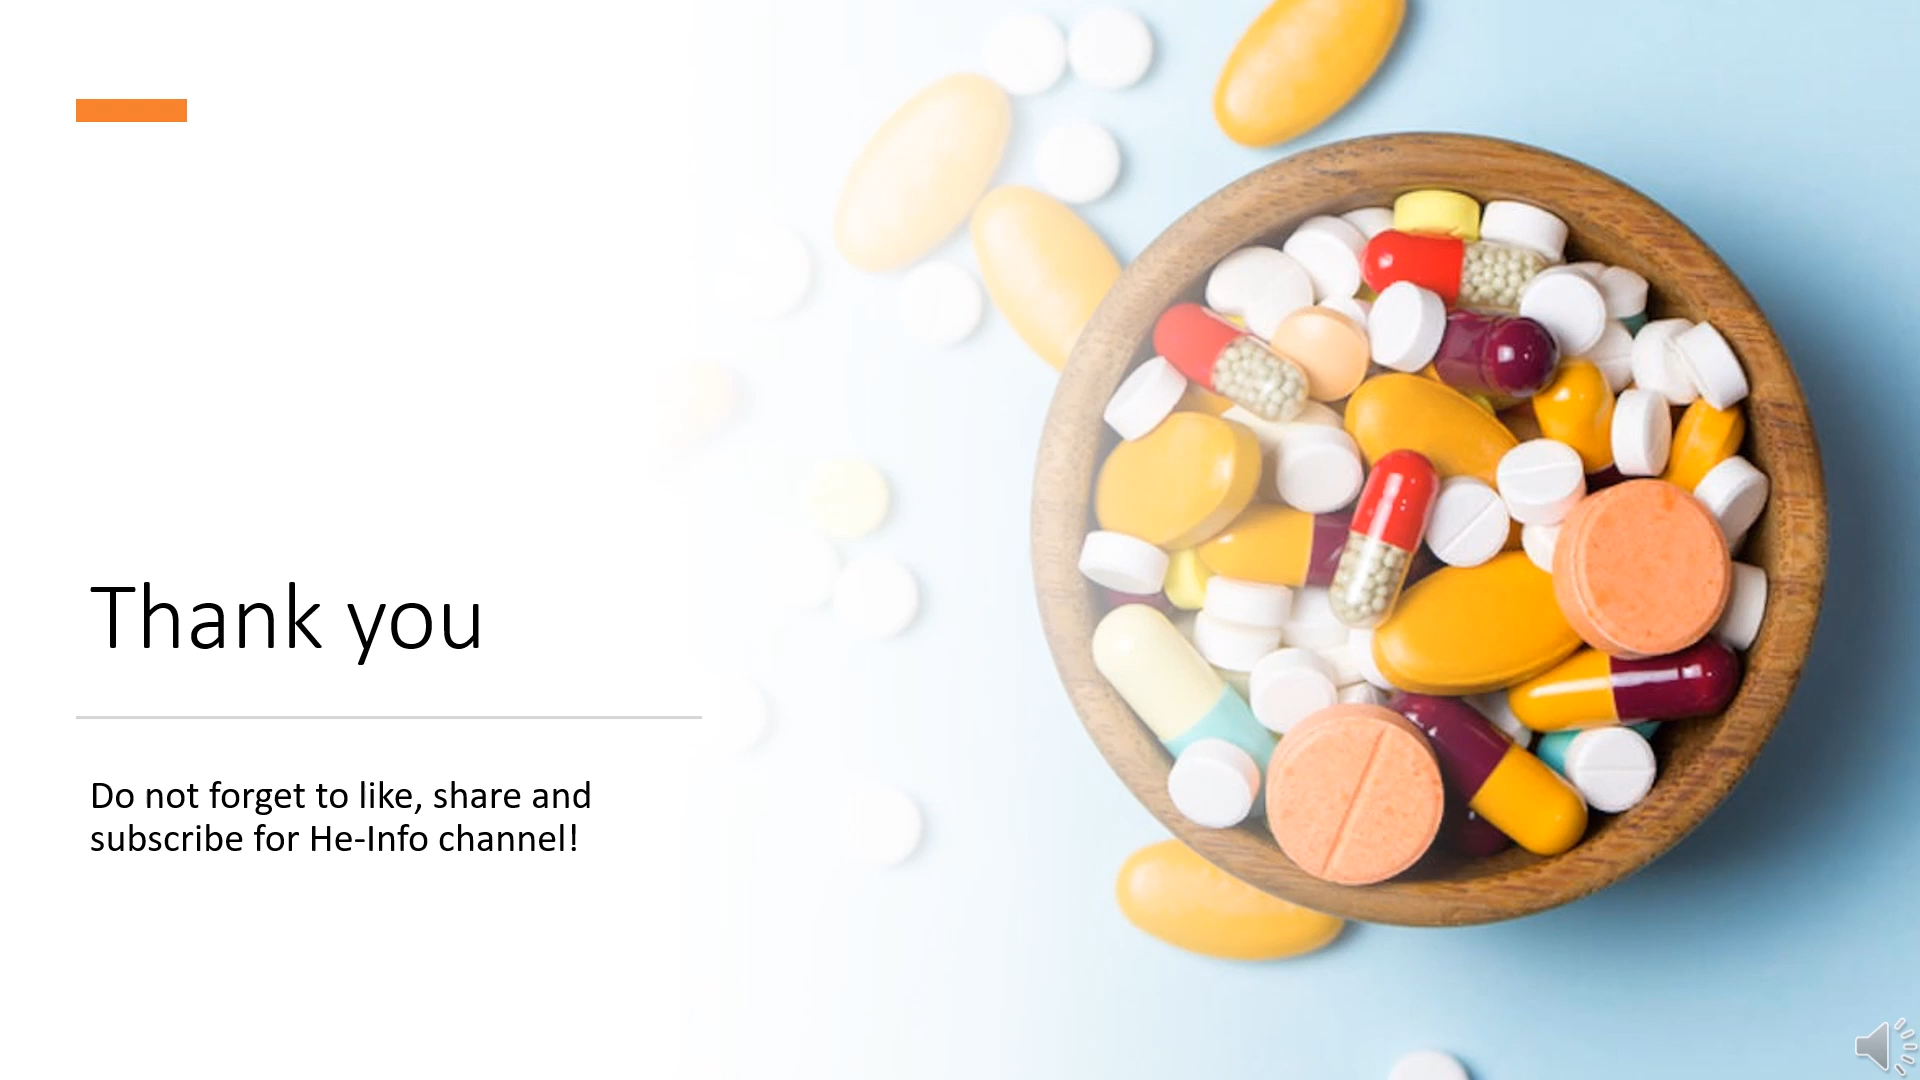 Thank you
Do not forget to like, share and
subscribe for He-Info channel!